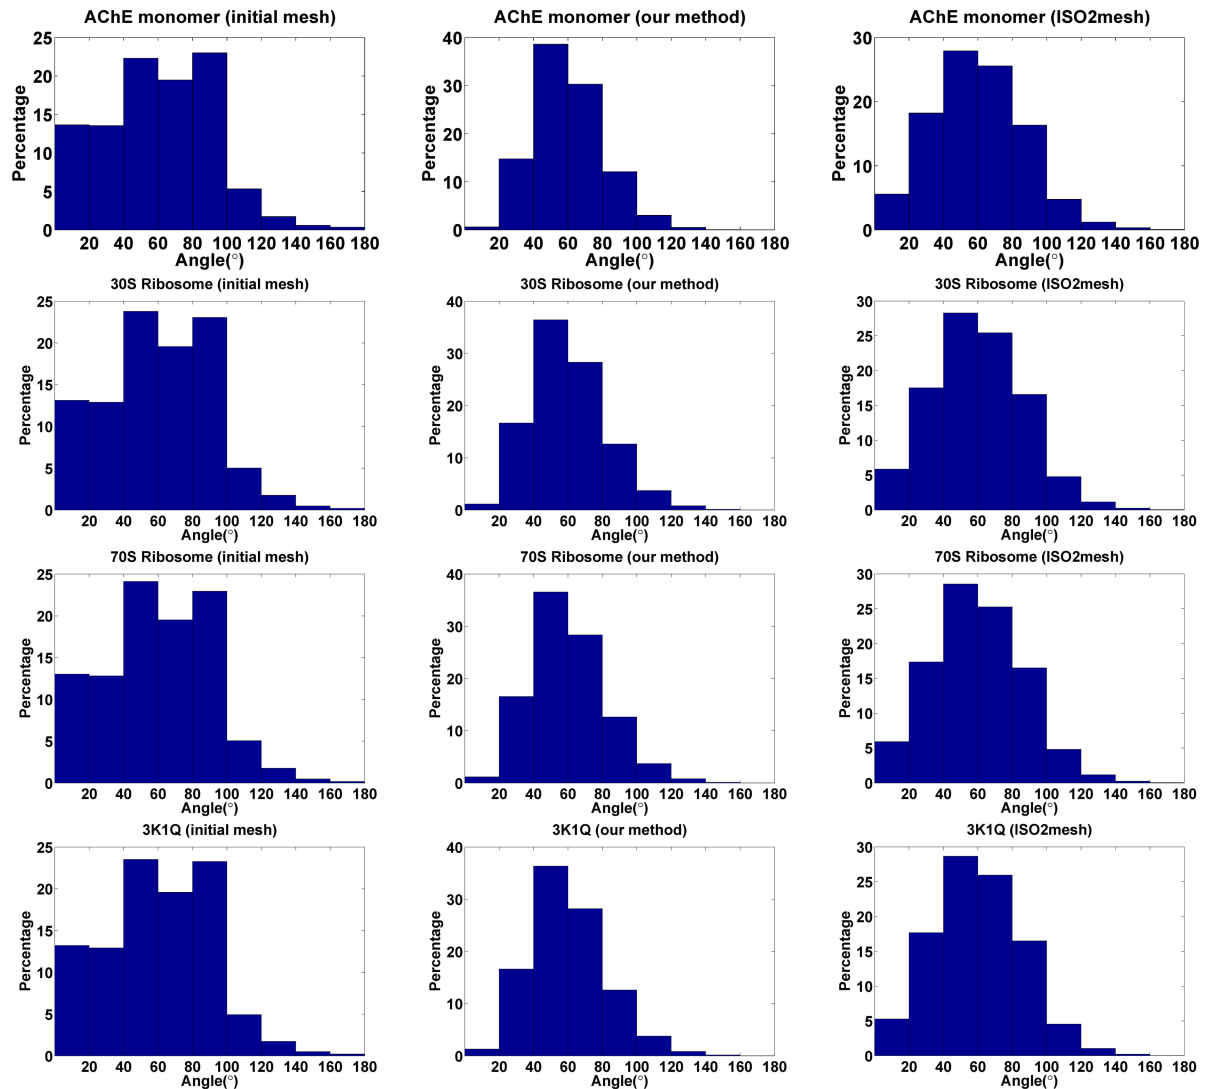 AChE monomer (initial mesh)
25
20
15
10
5
0
Percentage
20 40 60 80 100 120 140 160 180
Angle(°)
AChE monomer (our method)
40
30
20
10
0
Percentage
20 40 60 80 100 120 140 160 180
Angle(°)
AChE monomer (ISO2mesh)
30
25
20
15
10
5
0
Percentage
20 40 60 80 100 120 140 160 180
Angle(°)
30S Ribosome (initial mesh)
25
20
15
10
5
0
Percentage
20 40 60 80 100 120 140 160 180
Angle(°)
30S Ribosome (our method)
40
30
20
10
0
Percentage
20 40 60 80 100 120 140 160 180
Angle(°)
30S Ribosome (ISO2mesh)
30
25
20
15
10
5
0
Percentage
20 40 60 80 100 120 140 160 180
Angle(°)
70S Ribosome (initial mesh)
25
20
15
10
5
0
Percentage
20 40 60 80 100 120 140 160 180
Angle(°)
70S Ribosome (our method)
40
30
20
10
0
Percentage
20 40 60 80 100 120 140 160 180
Angle(°)
70S Ribosome (ISO2mesh)
30
25
20
15
10
5
0
Percentage
20 40 60 80 100 120 140 160 180
Angle(°)
3K1Q (initial mesh)
25
20
15
10
5
0
Percentage
20 40 60 80 100 120 140 160 180
Angle(°)
3K1Q (our method)
40
30
20
10
0
Percentage
20 40 60 80 100 120 140 160 180
Angle(°)
3K1Q (ISO2mesh)
30
25
20
15
10
5
0
Percentage
20 40 60 80 100 120 140 160 180
Angle(°)